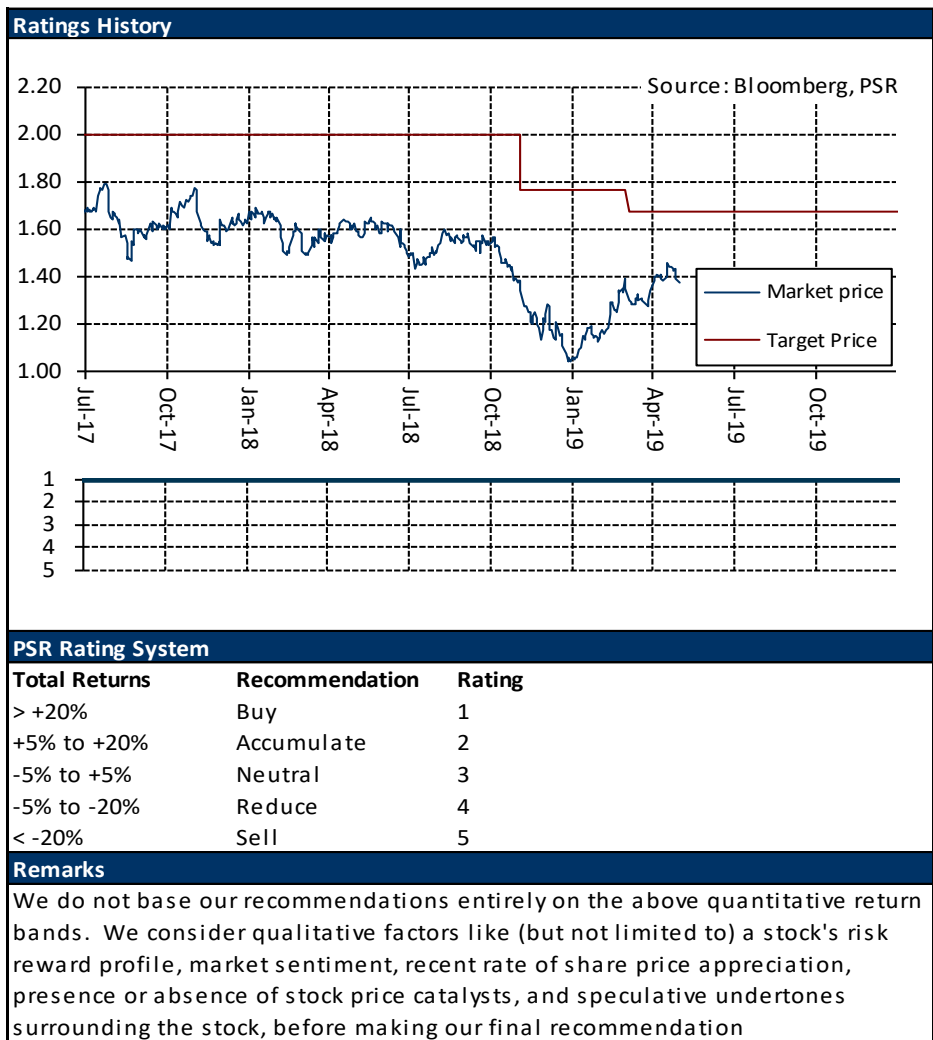 Ratings History
Source: Bloomberg, PSR
2.20
2.00
1.80
1.60
1.40
1.20
1.00
Market price
Target Price
Jul-17
Oct-17
Jan-18
Apr-18
Jul-18
Oct-18
Jan-19
Apr-19
Jul-19
Oct-19
1
2
3
4
5
PSR Rating System
Total Returns Recommendation Rating
> +20% Buy 1
+5% to +20% Accumulate 2
-5% to +5% Neutral 3
-5% to -20% Reduce 4
< -20% Sell 5
Remarks
We do not base our recommendations entirely on the above quantitative return
bands. We consider qualitative factors like (but not limited to) a stock's risk
reward profile, market sentiment, recent rate of share price appreciation,
presence or absence of stock price catalysts, and speculative undertones
surrounding the stock, before making our final recommendation